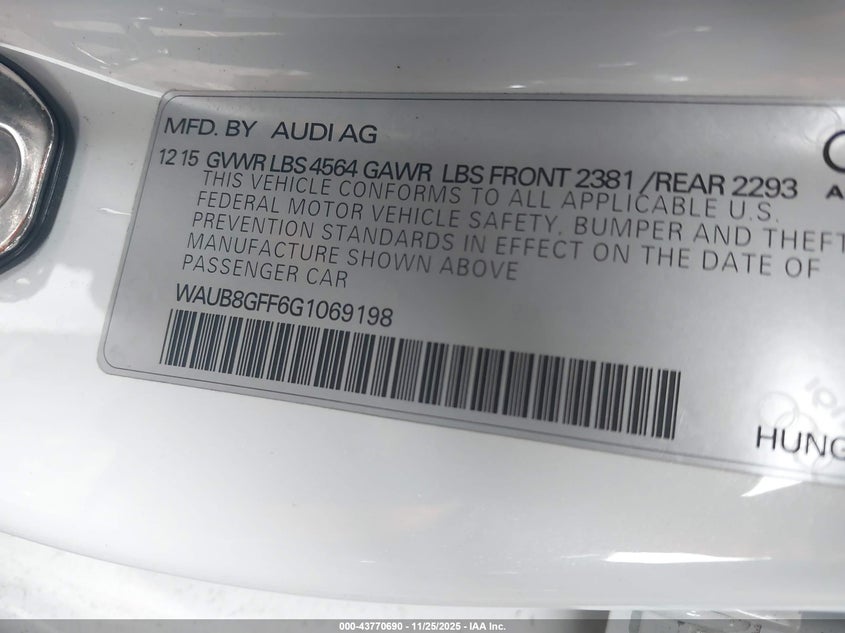 MFD. BY AUDI AG
12 15 GVWR LBS 4564 GAWR LBS FRONT 2381 /REAR 2293
THIS VEHICLE CONFORMS TO ALL APPLICABLE U.S.
FEDERAL MOTOR VEHICLE SAFETY, BUMPER AND THEFT
PREVENTION STANDARDS IN EFFECT ON THE DATE OF
MANUFACTURE SHOWN ABOVE
PASSENGER CAR
WAUB8GFF6G1069198
HUNG
000-43770690 - 11/25/2025 - IAA Inc.